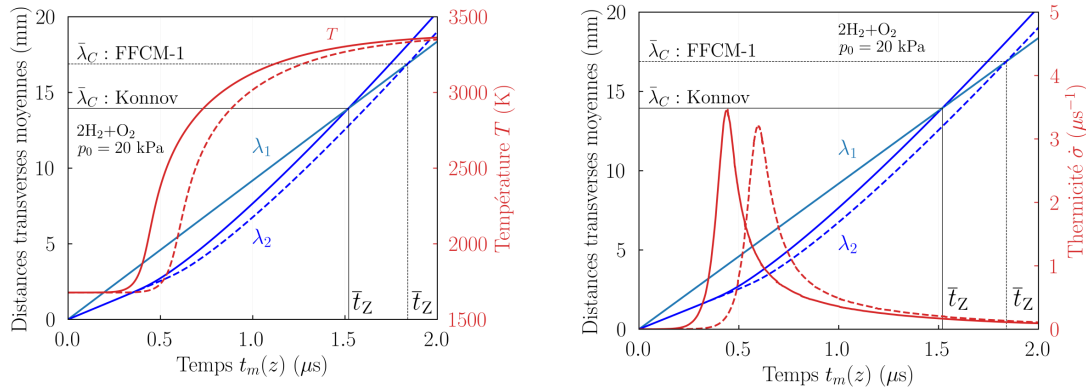 Distances transverses moyennes (mm)
20
15
10
5
0
λ̄_C : FFCM-1
λ̄_C : Konnov
2H₂+O₂
p₀ = 20 kPa
T
λ₁
λ₂
t̄_Z
t̄_Z
3500
3100
2700
2300
1900
1500
Température T (K)
0.0 0.5 1.0 1.5 2.0
Temps t_m(z) (μs)
Distances transverses moyennes (mm)
20
15
10
5
0
2H₂+O₂
p₀ = 20 kPa
λ̄_C : FFCM-1
λ̄_C : Konnov
λ₁
λ₂
t̄_Z
t̄_Z
5
4
3
2
1
0
Thermicité σ̇ (μs⁻¹)
0.0 0.5 1.0 1.5 2.0
Temps t_m(z) (μs)